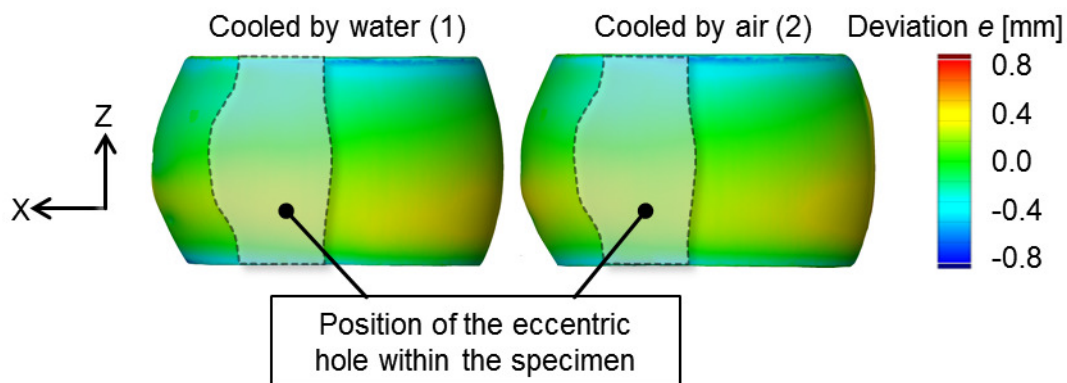 Cooled by water (1)
Cooled by air (2)
Deviation e [mm]
0.8
0.4
0.0
-0.4
-0.8
Z
X
Position of the eccentric
hole within the specimen